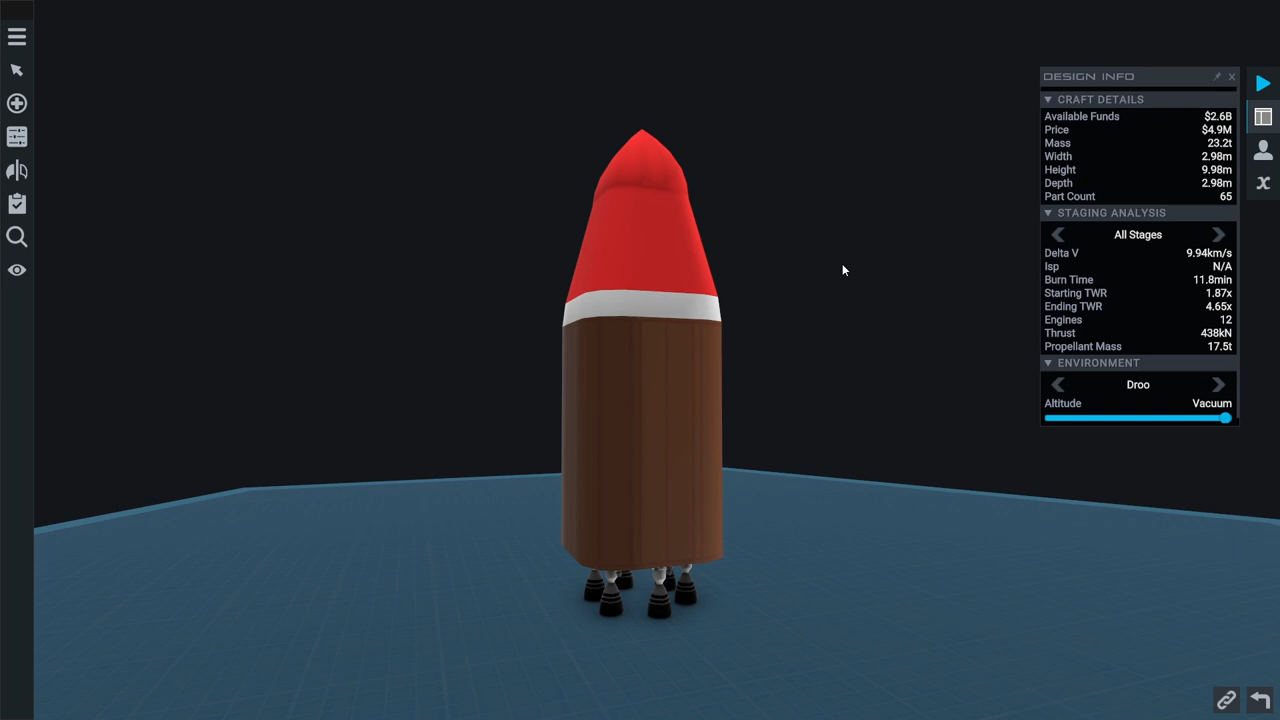 DESIGN INFO
CRAFT DETAILS
Available Funds $2.6B
Price $4.9M
Mass 23.2t
Width 2.98m
Height 9.98m
Depth 2.98m
Part Count 65
STAGING ANALYSIS
All Stages
Delta V 9.94km/s
Isp N/A
Burn Time 11.8min
Starting TWR 1.87x
Ending TWR 4.65x
Engines 12
Thrust 438kN
Propellant Mass 17.5t
ENVIRONMENT
Droo
Altitude Vacuum